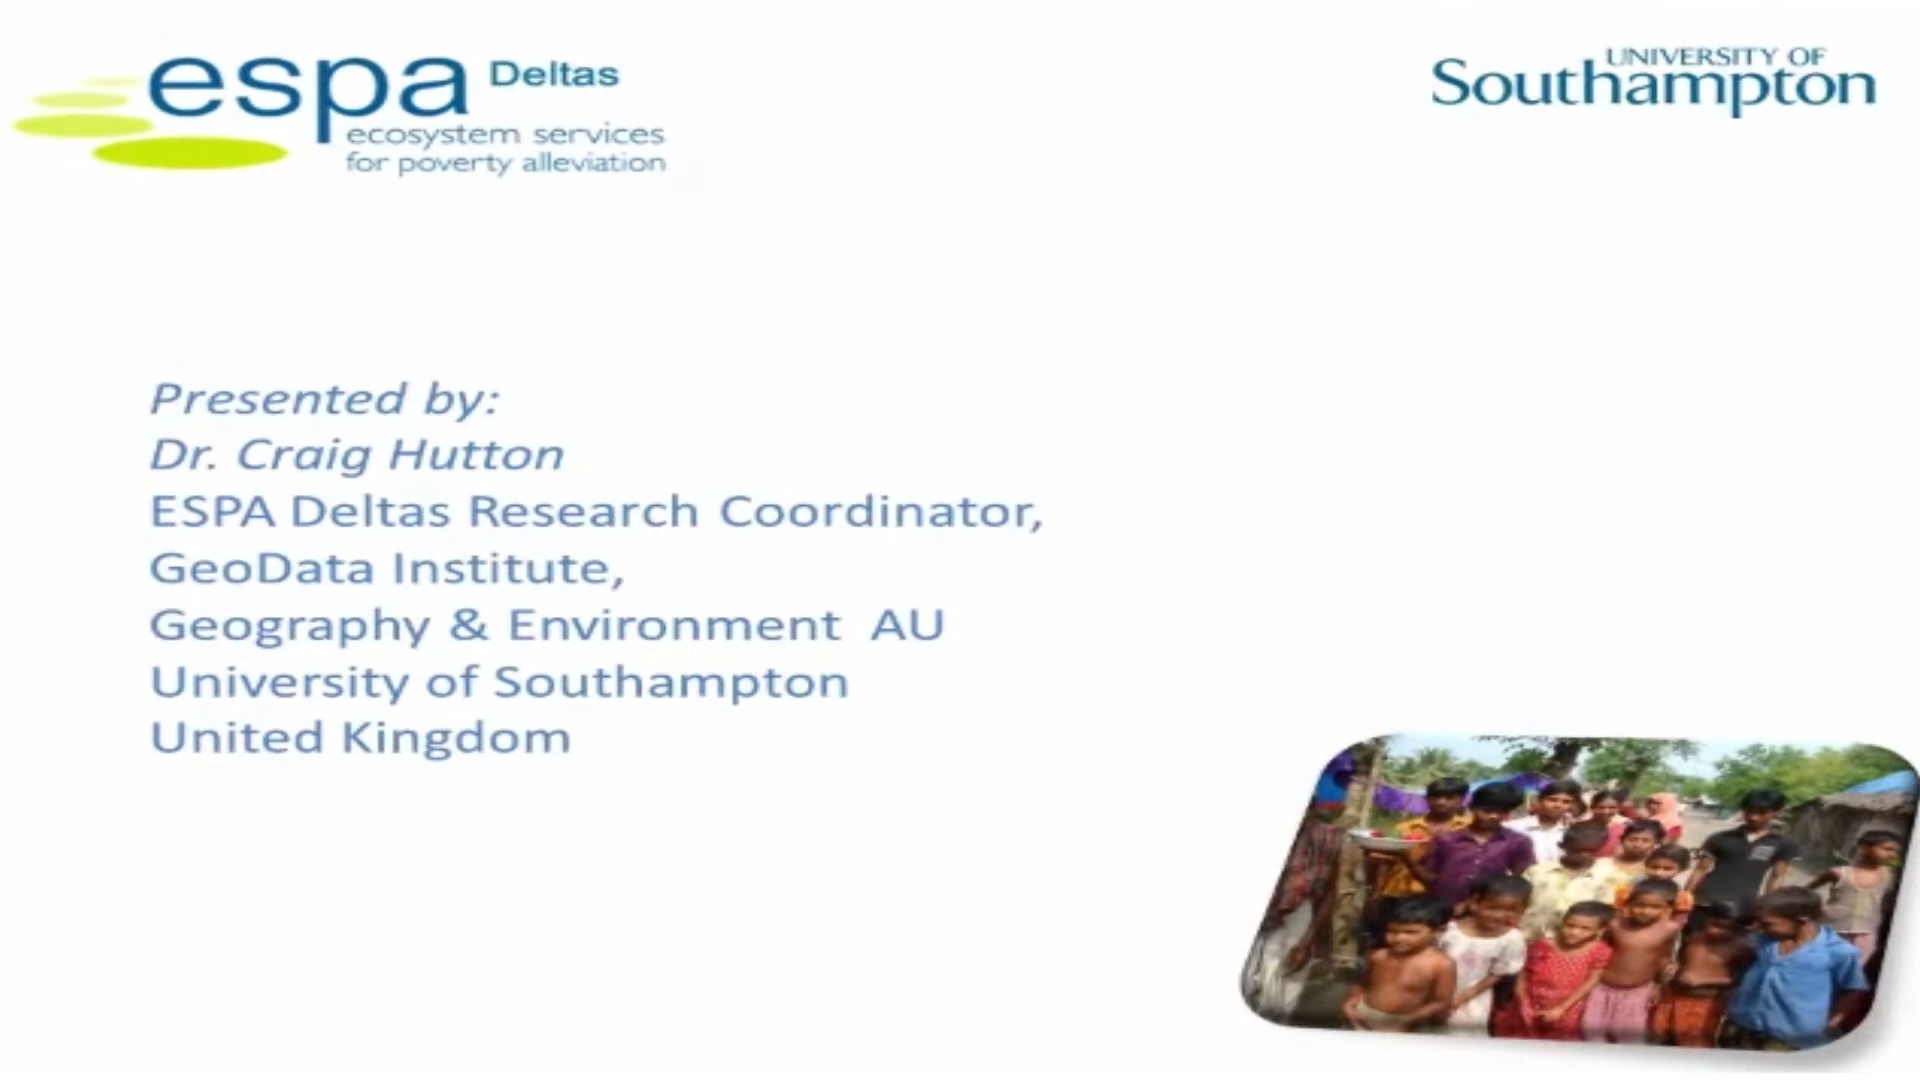 espa Deltas
ecosystem services
for poverty alleviation
UNIVERSITY OF
Southampton
Presented by:
Dr. Craig Hutton
ESPA Deltas Research Coordinator,
GeoData Institute,
Geography & Environment AU
University of Southampton
United Kingdom